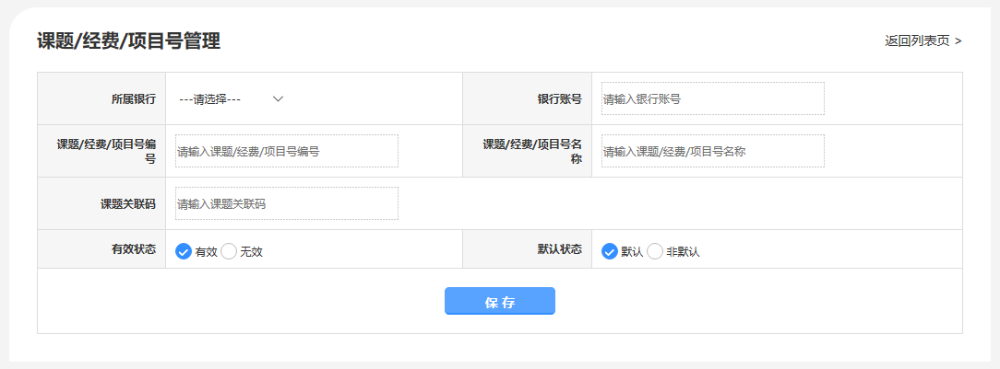 课题/经费/项目号管理
返回列表页 >
所属银行
---请选择---
银行账号
请输入银行账号
课题/经费/项目号编
号
请输入课题/经费/项目号编号
课题/经费/项目号名
称
请输入课题/经费/项目号名称
课题关联码
请输入课题关联码
有效状态
有效 无效
默认状态
默认 非默认
保 存